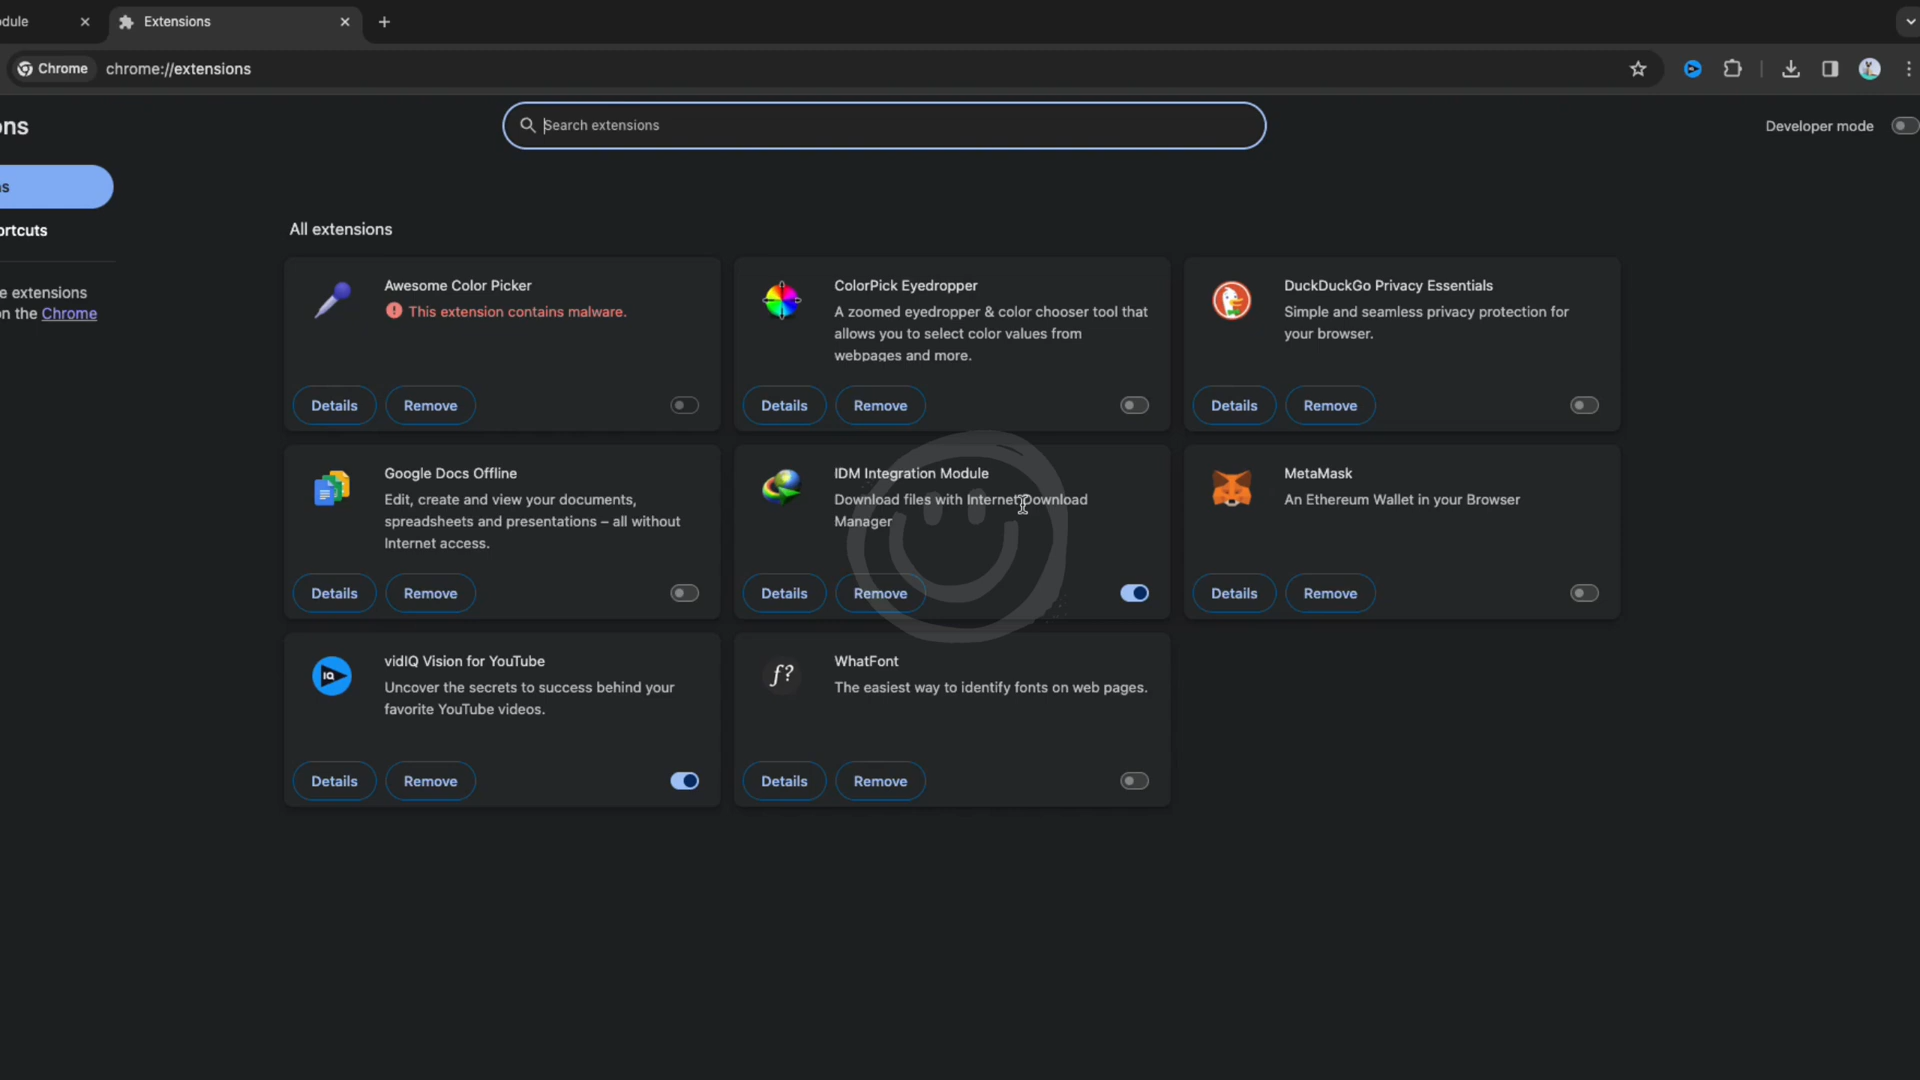 odule
Extensions
Chrome
chrome://extensions
ons
Search extensions
Developer mode
s
ortcuts
e extensions
n the Chrome
All extensions
Awesome Color Picker
This extension contains malware.
Details
Remove
ColorPick Eyedropper
A zoomed eyedropper & color chooser tool that
allows you to select color values from
webpages and more.
Details
Remove
DuckDuckGo Privacy Essentials
Simple and seamless privacy protection for
your browser.
Details
Remove
Google Docs Offline
Edit, create and view your documents,
spreadsheets and presentations – all without
Internet access.
Details
Remove
IDM Integration Module
Download files with Internet Download
Manager
Details
Remove
MetaMask
An Ethereum Wallet in your Browser
Details
Remove
IQ
vidIQ Vision for YouTube
Uncover the secrets to success behind your
favorite YouTube videos.
Details
Remove
f?
WhatFont
The easiest way to identify fonts on web pages.
Details
Remove